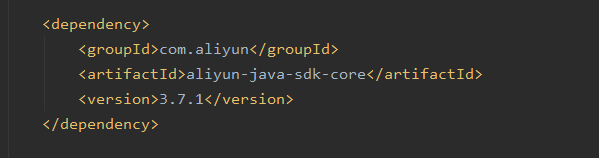 <dependency>
<groupId>com.aliyun</groupId>
<artifactId>aliyun-java-sdk-core</artifactId>
<version>3.7.1</version>
</dependency>